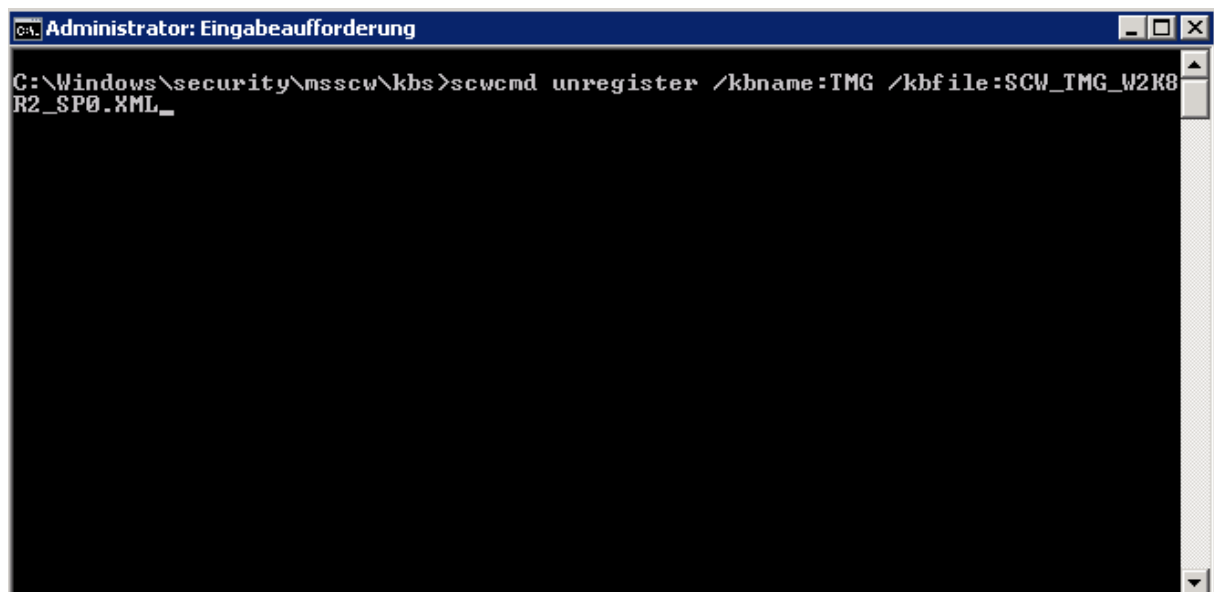 Administrator: Eingabeaufforderung
C:\Windows\security\msscw\kbs>scwcmd unregister /kbname:TMG /kbfile:SCW_TMG_W2K8
R2_SP0.XML_